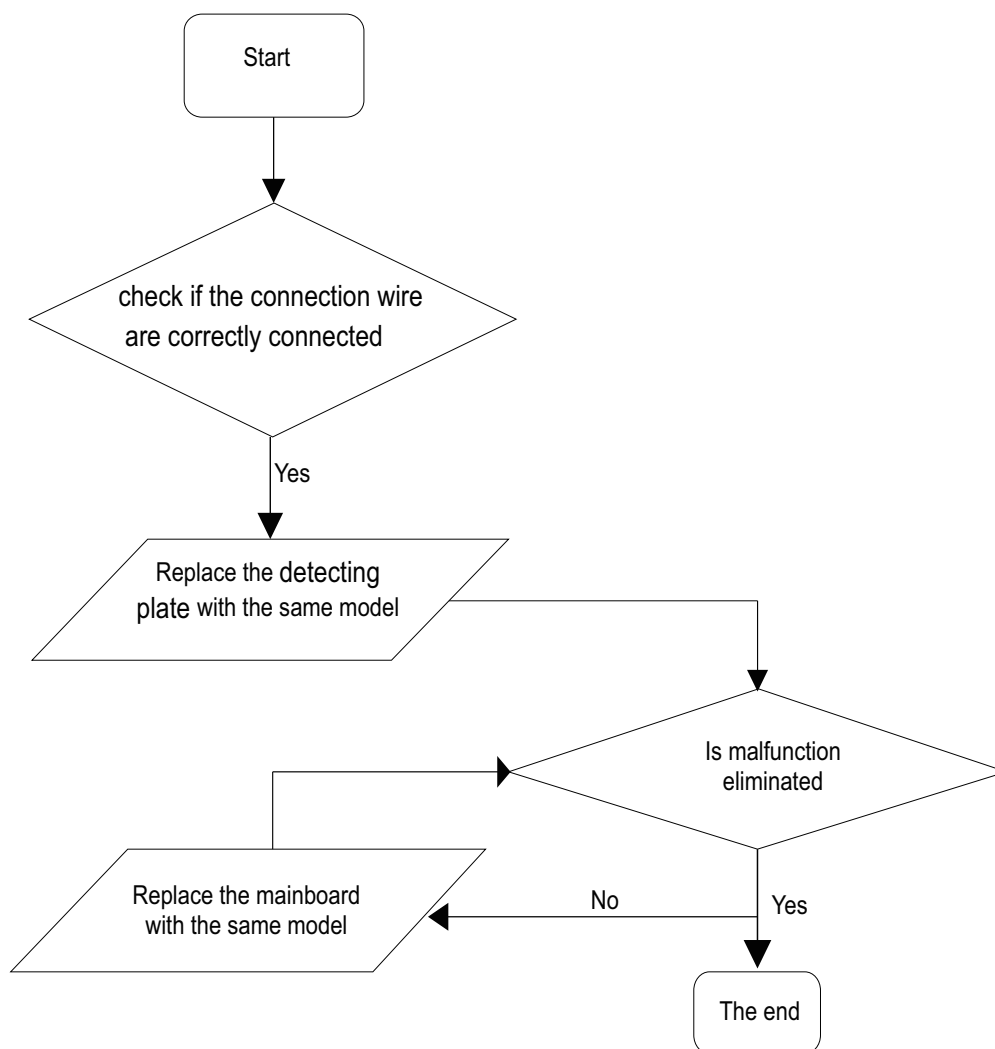 Start
check if the connection wire
are correctly connected
Yes
Replace the detecting
plate with the same model
Is malfunction
eliminated
Replace the mainboard
with the same model
No
Yes
The end